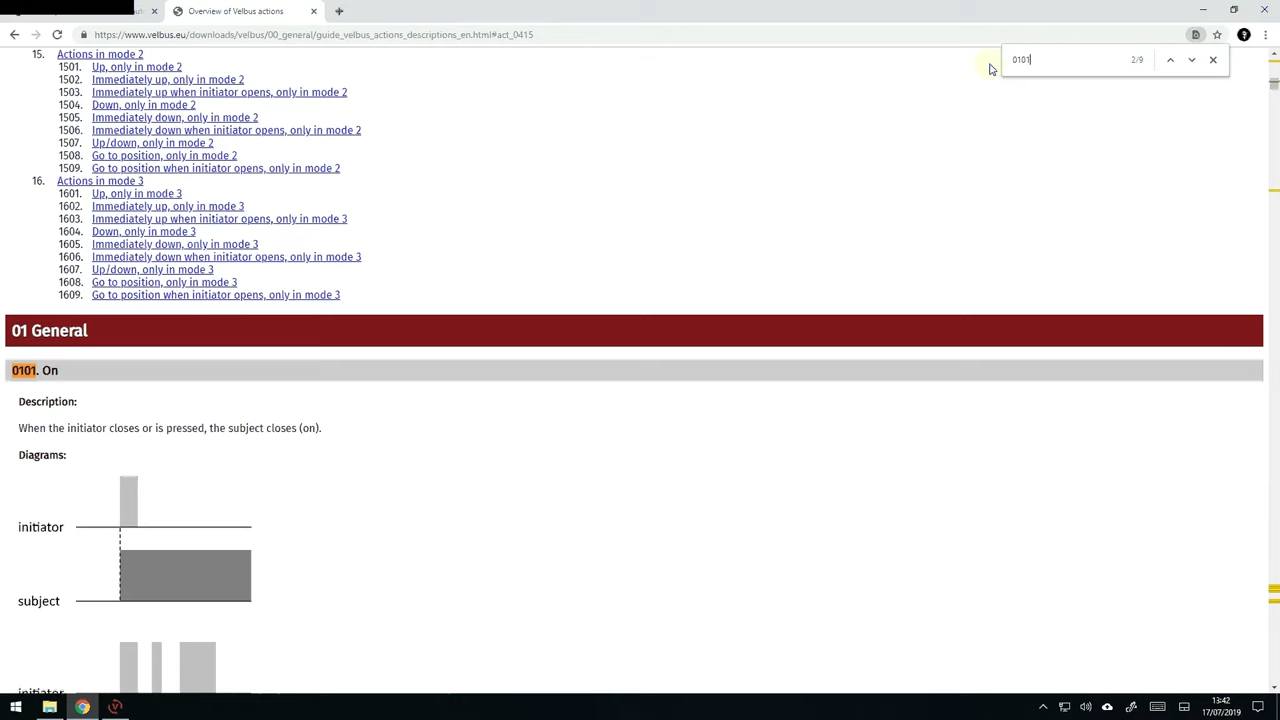 Overview of Velbus actions
https://www.velbus.eu/downloads/velbus/00_general/guide_velbus_actions_descriptions_en.html#act_0415
0101 2/9
15. Actions in mode 2
1501. Up, only in mode 2
1502. Immediately up, only in mode 2
1503. Immediately up when initiator opens, only in mode 2
1504. Down, only in mode 2
1505. Immediately down, only in mode 2
1506. Immediately down when initiator opens, only in mode 2
1507. Up/down, only in mode 2
1508. Go to position, only in mode 2
1509. Go to position when initiator opens, only in mode 2
16. Actions in mode 3
1601. Up, only in mode 3
1602. Immediately up, only in mode 3
1603. Immediately up when initiator opens, only in mode 3
1604. Down, only in mode 3
1605. Immediately down, only in mode 3
1606. Immediately down when initiator opens, only in mode 3
1607. Up/down, only in mode 3
1608. Go to position, only in mode 3
1609. Go to position when initiator opens, only in mode 3
01 General
0101. On
Description:
When the initiator closes or is pressed, the subject closes (on).
Diagrams:
initiator
subject
initiator
13:42
17/07/2019